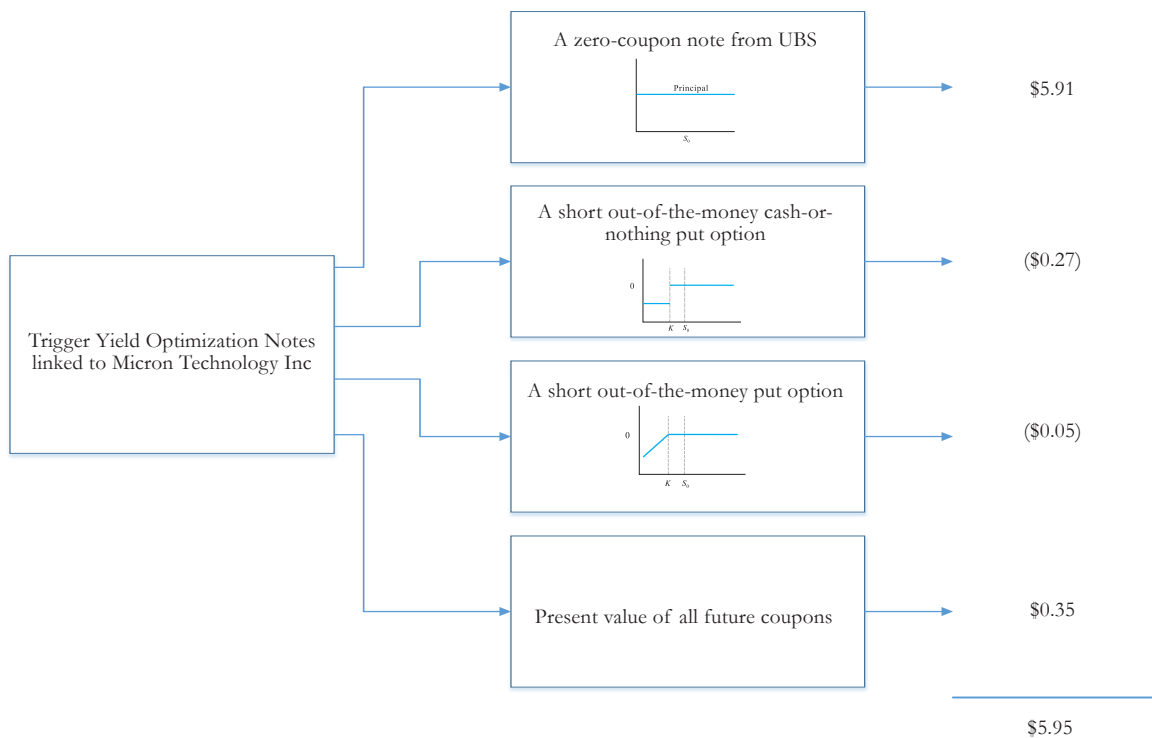 Trigger Yield Optimization Notes
linked to Micron Technology Inc
A zero-coupon note from UBS
Principal
S0
$5.91
A short out-of-the-money cash-or-
nothing put option
0
K S0
($0.27)
A short out-of-the-money put option
0
K S0
($0.05)
Present value of all future coupons
$0.35
$5.95